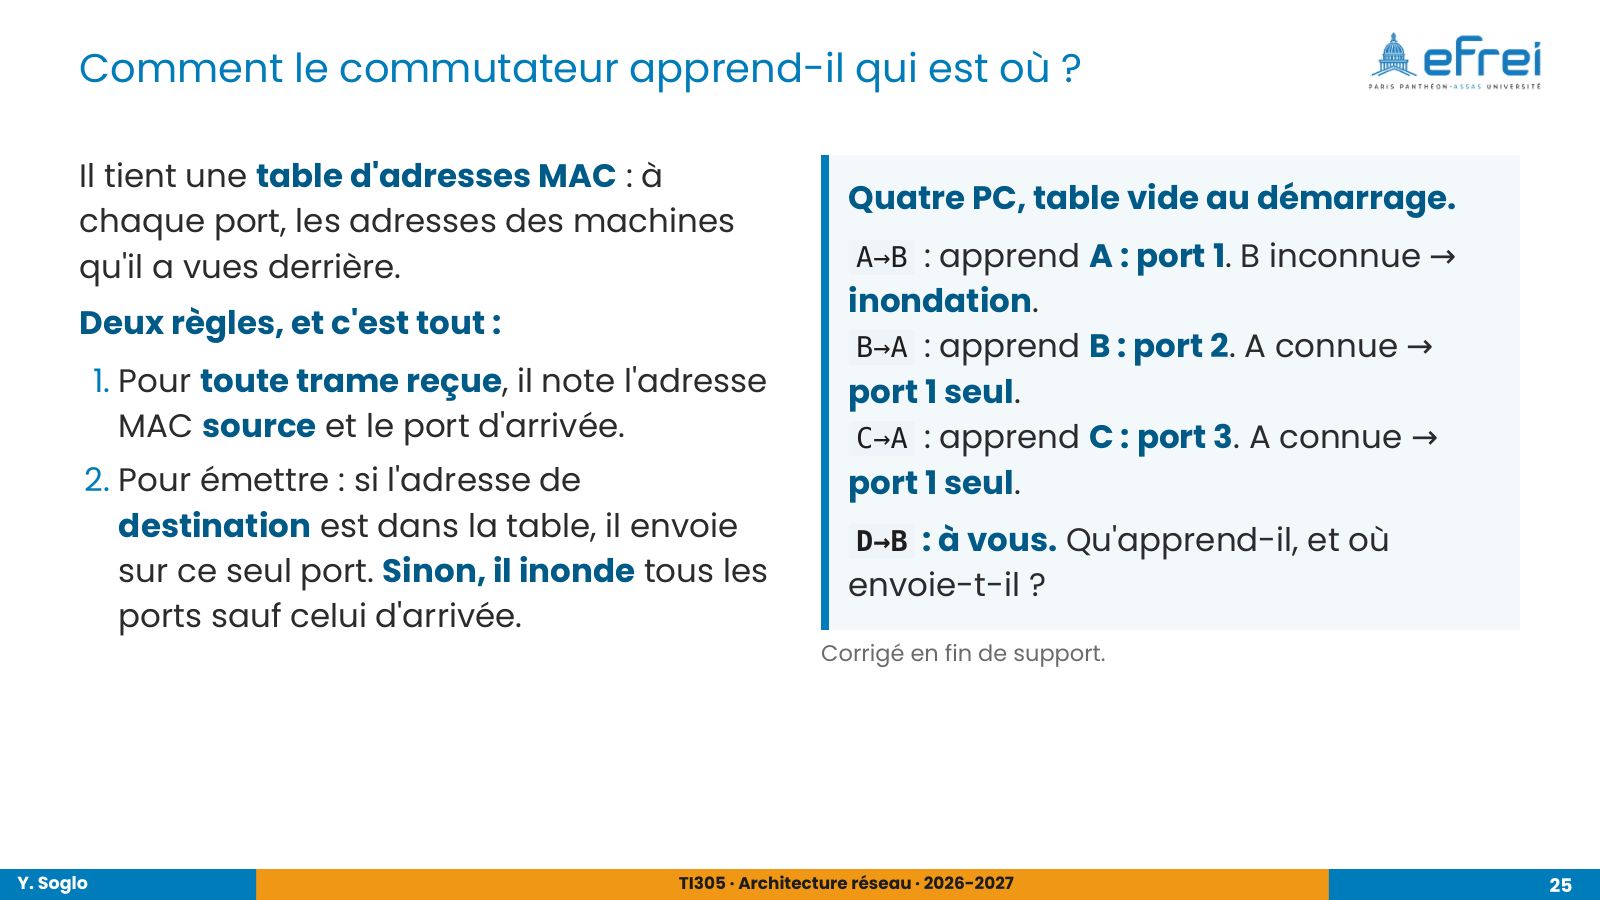 Comment le commutateur apprend-il qui est où ?
efrei
PARIS PANTHÉON-ASSAS UNIVERSITÉ
Il tient une table d'adresses MAC : à
chaque port, les adresses des machines
qu'il a vues derrière.
Deux règles, et c'est tout :
1. Pour toute trame reçue, il note l'adresse
MAC source et le port d'arrivée.
2. Pour émettre : si l'adresse de
destination est dans la table, il envoie
sur ce seul port. Sinon, il inonde tous les
ports sauf celui d'arrivée.
Quatre PC, table vide au démarrage.
A→B : apprend A : port 1. B inconnue →
inondation.
B→A : apprend B : port 2. A connue →
port 1 seul.
C→A : apprend C : port 3. A connue →
port 1 seul.
D→B : à vous. Qu'apprend-il, et où
envoie-t-il ?
Corrigé en fin de support.
Y. Soglo
TI305 · Architecture réseau · 2026-2027
25